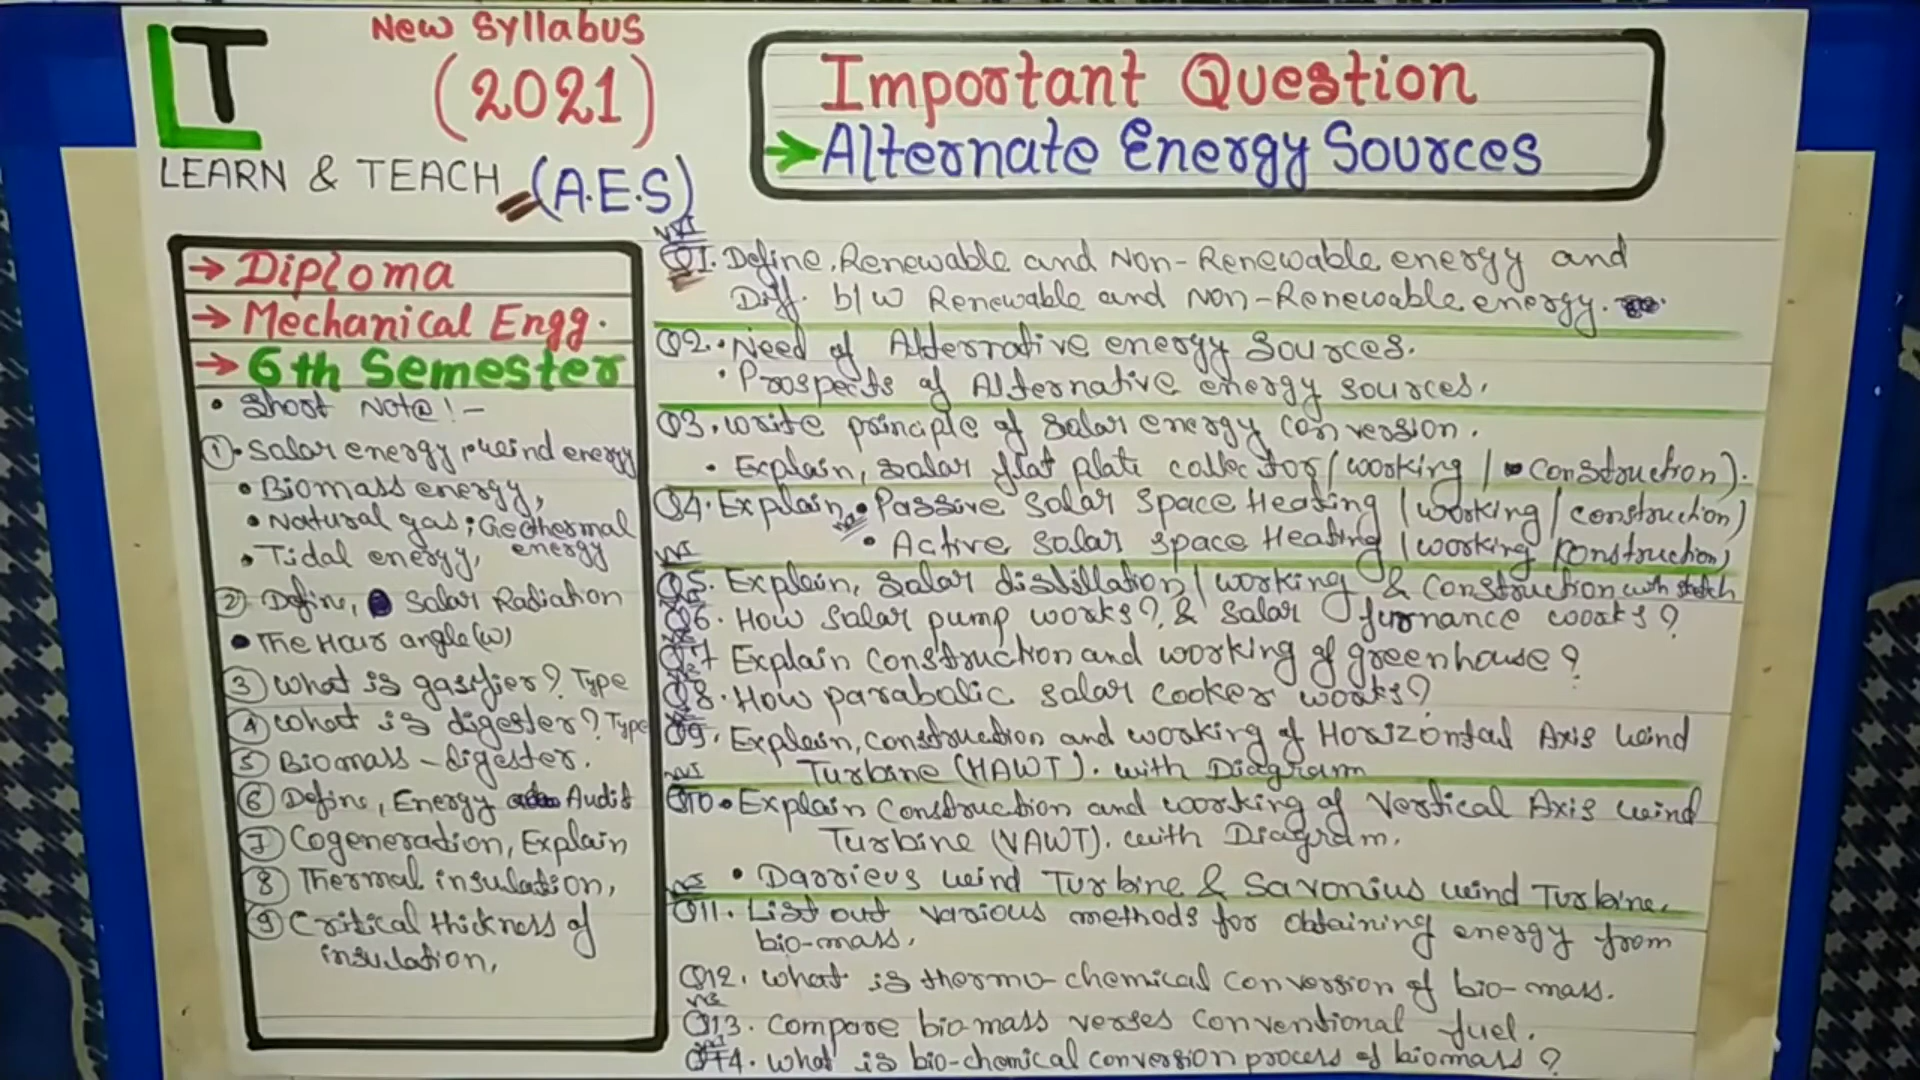 LT
LEARN & TEACH
New Syllabus
(2021)
(A.E.S)
Important Question
→Alternate Energy Sources
→ Diploma
→ Mechanical Engg.
→ 6th Semester
• Short Note!-
① • Solar energy, • wind energy
• Biomass energy,
• Natural gas; Geothermal
energy
• Tidal energy,
② Define, Solar Radiation
• The Hour angle (ω)
③ What is gasifier? Type
④ What is digester? Type
⑤ Biomass - digester.
⑥ Define, Energy Audit
⑦ Cogeneration, Explain
⑧ Thermal insulation,
⑨ Critical thickness of
insulation,
VVI
Q1. Define, Renewable and Non-Renewable energy and
Diff. b/w Renewable and Non-Renewable energy.
Q2. • Need of Alternative energy sources.
• Prospects of Alternative energy sources.
Q3. write principle of Solar energy conversion.
• Explain, solar flat plate collector/(working / • construction).
Q4. Explain • Passive Solar Space Heating (working / construction)
• Active Solar Space Heating (working construction)
VVI
Q5. Explain, Solar distillation / working & construction with sketch
Q6. How Solar pump works? & Solar furnance works?
Q7 Explain construction and working of greenhouse?
Q8. How parabolic solar cooker works?
Q9. Explain, construction and working of Horizontal Axis wind
Turbine (HAWT). with Diagram
VVI
Q10 • Explain construction and working of Vertical Axis wind
Turbine (VAWT). with Diagram.
• Darrieus wind Turbine & Savonius wind Turbine.
Q11. List out various methods for obtaining energy from
bio-mass.
Q12. What is thermo-chemical conversion of bio-mass.
Q13. Compare biomass verses conventional fuel.
Q14. What is bio-chemical conversion process of biomass?